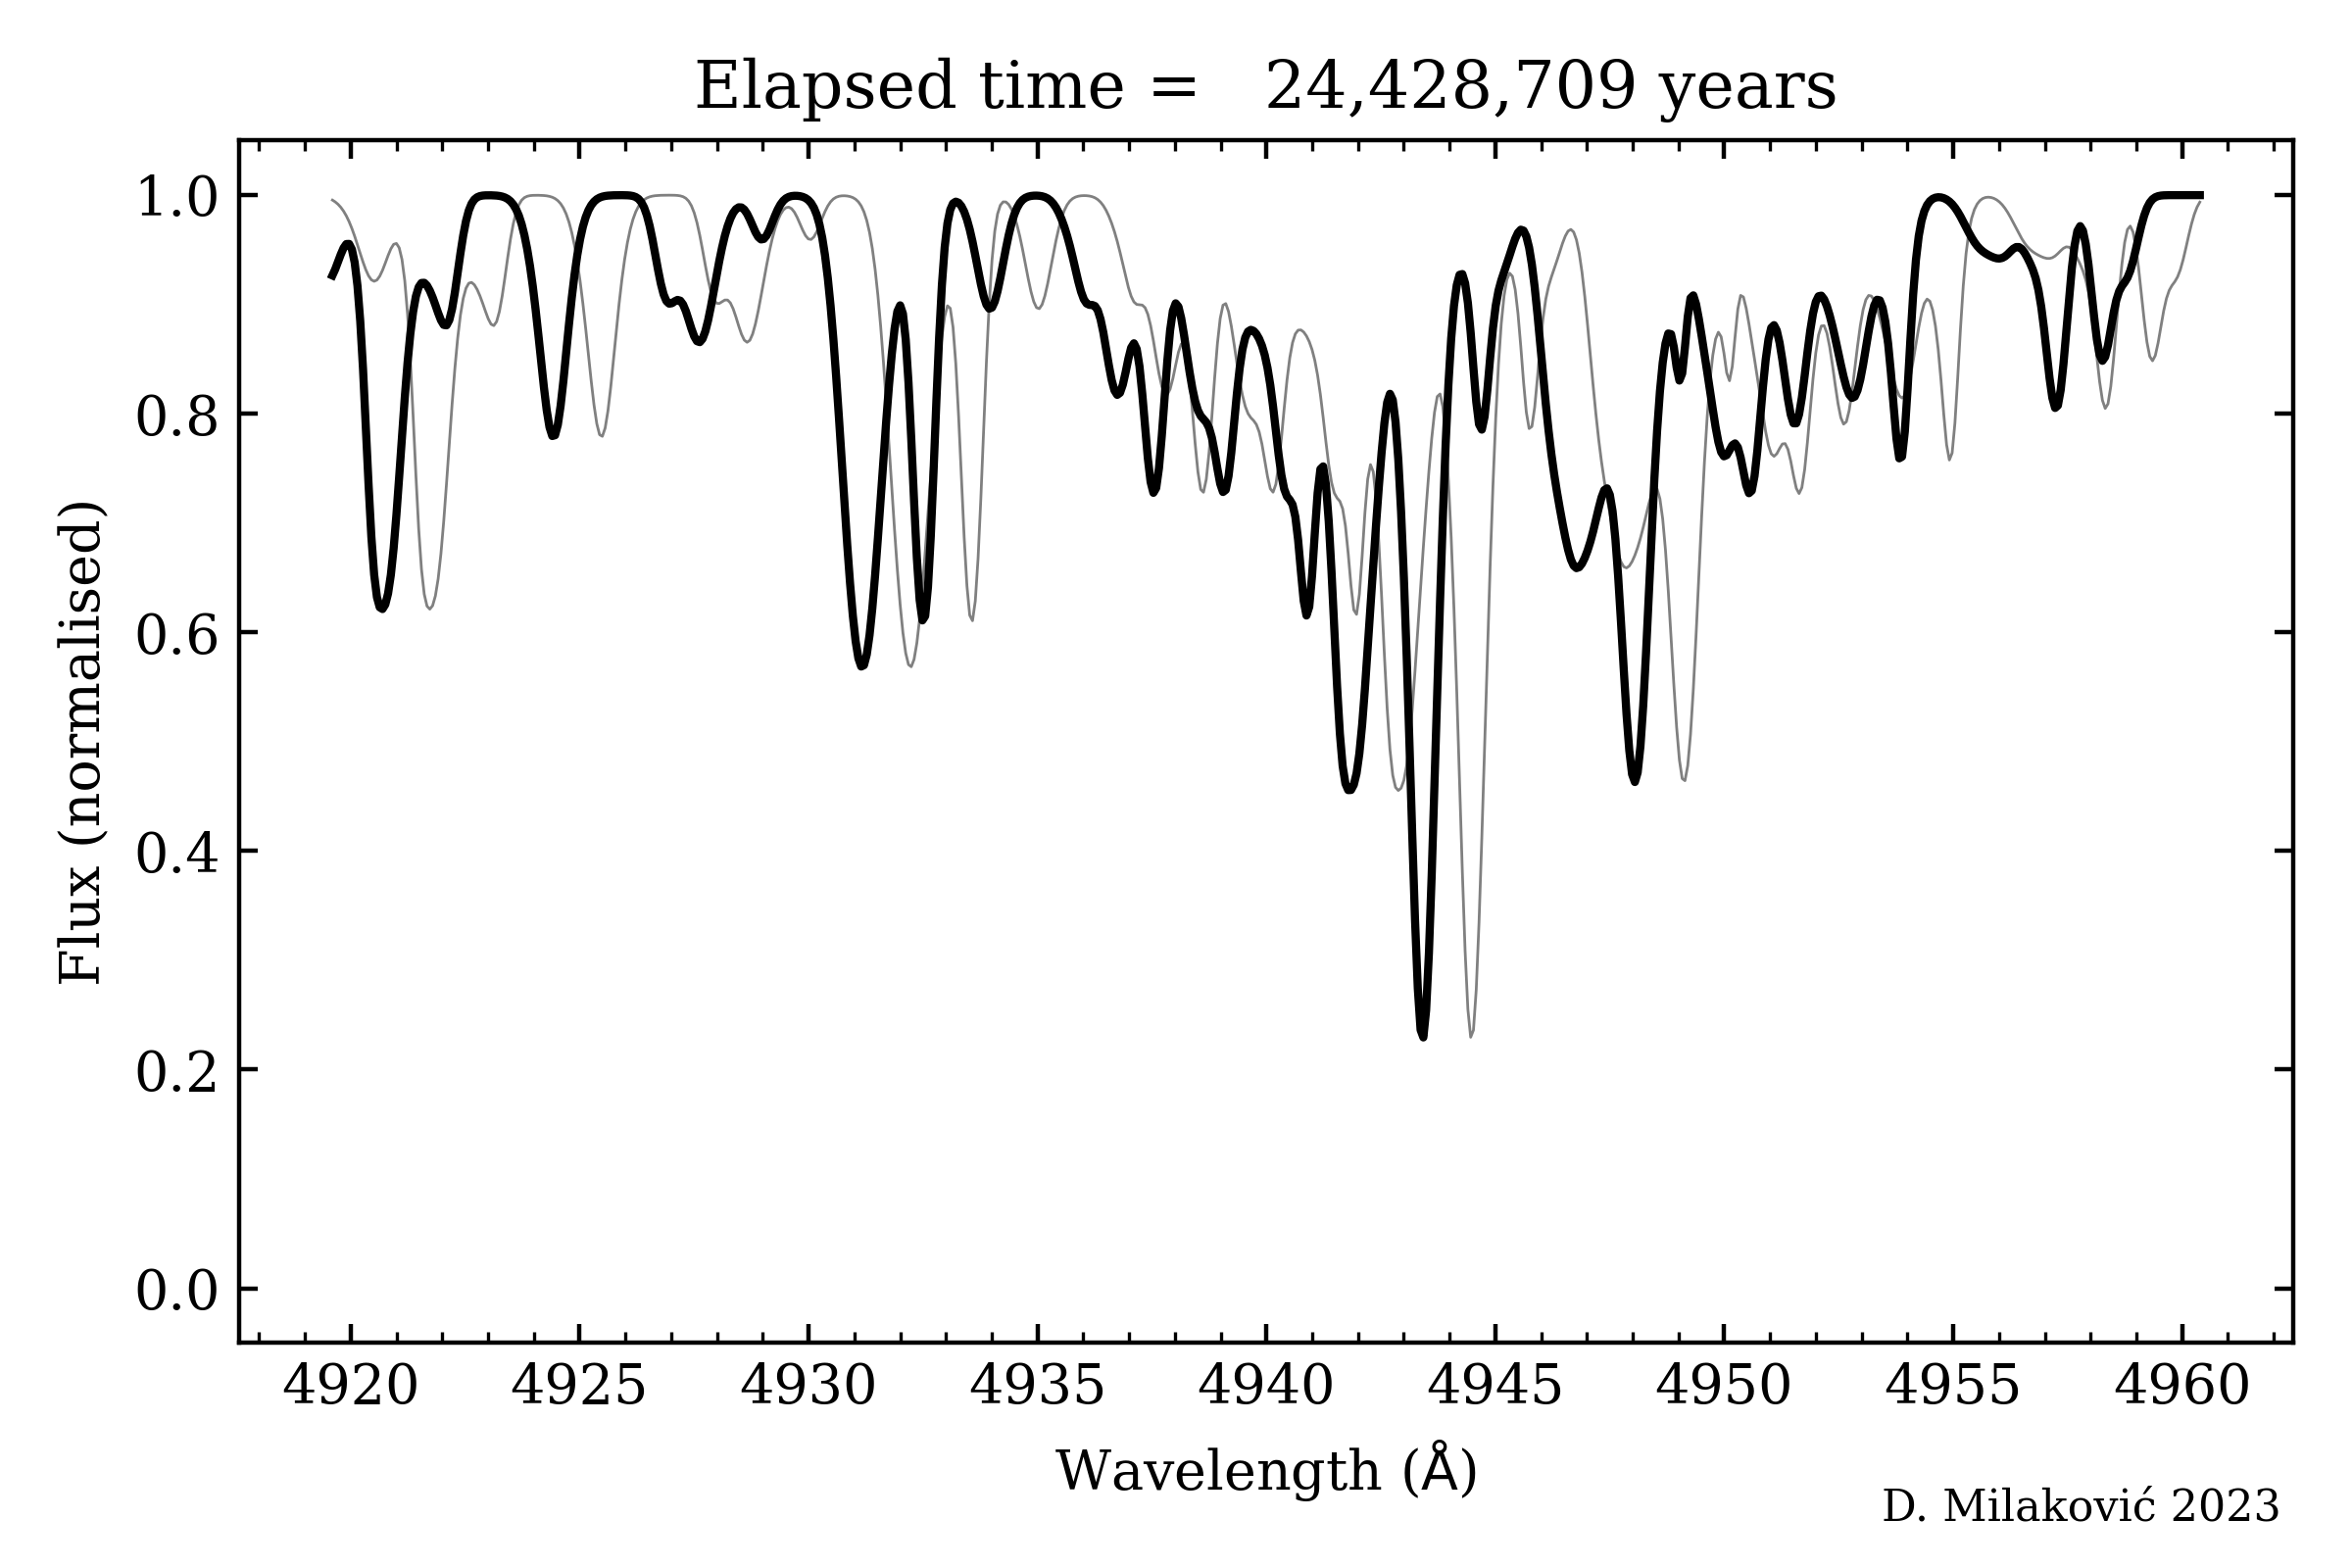 Elapsed time = 24,428,709 years
1.0
0.8
0.6
0.4
0.2
0.0
Flux (normalised)
4920 4925 4930 4935 4940 4945 4950 4955 4960
Wavelength (Å)
D. Milaković 2023